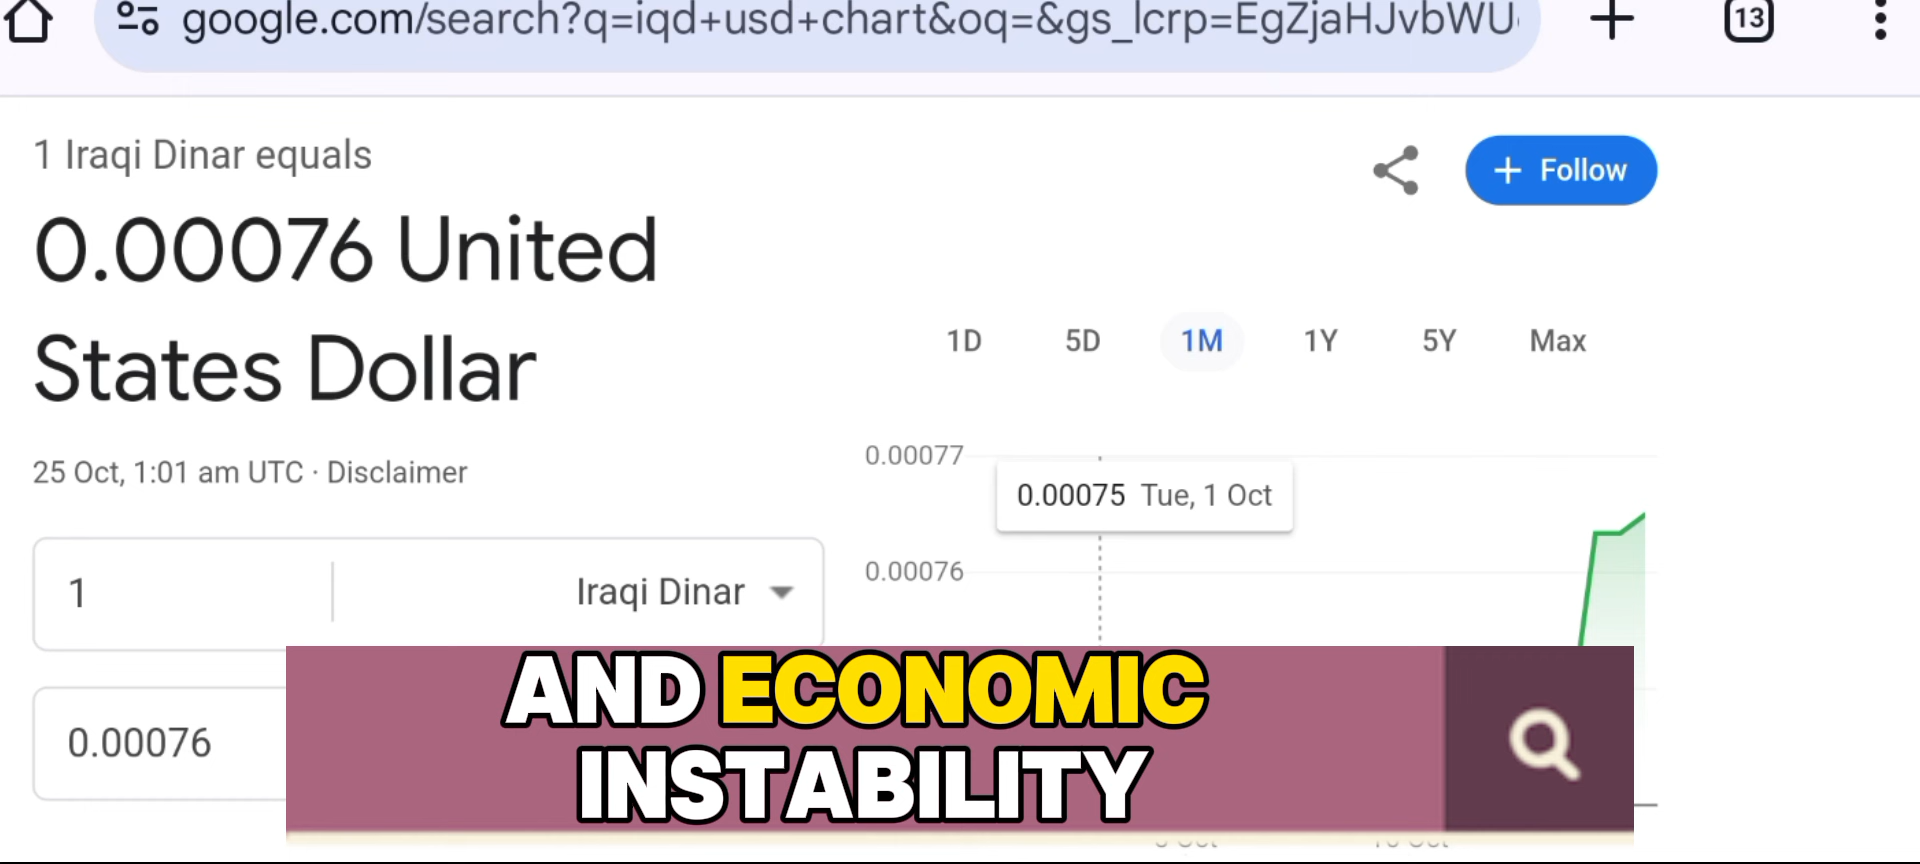 google.com/search?q=iqd+usd+chart&oq=&gs_lcrp=EgZjaHJvbWU
13
1 Iraqi Dinar equals
0.00076 United
States Dollar
25 Oct, 1:01 am UTC · Disclaimer
+ Follow
1D 5D 1M 1Y 5Y Max
0.00077
0.00075 Tue, 1 Oct
0.00076
1 Iraqi Dinar
0.00076
AND ECONOMIC
INSTABILITY